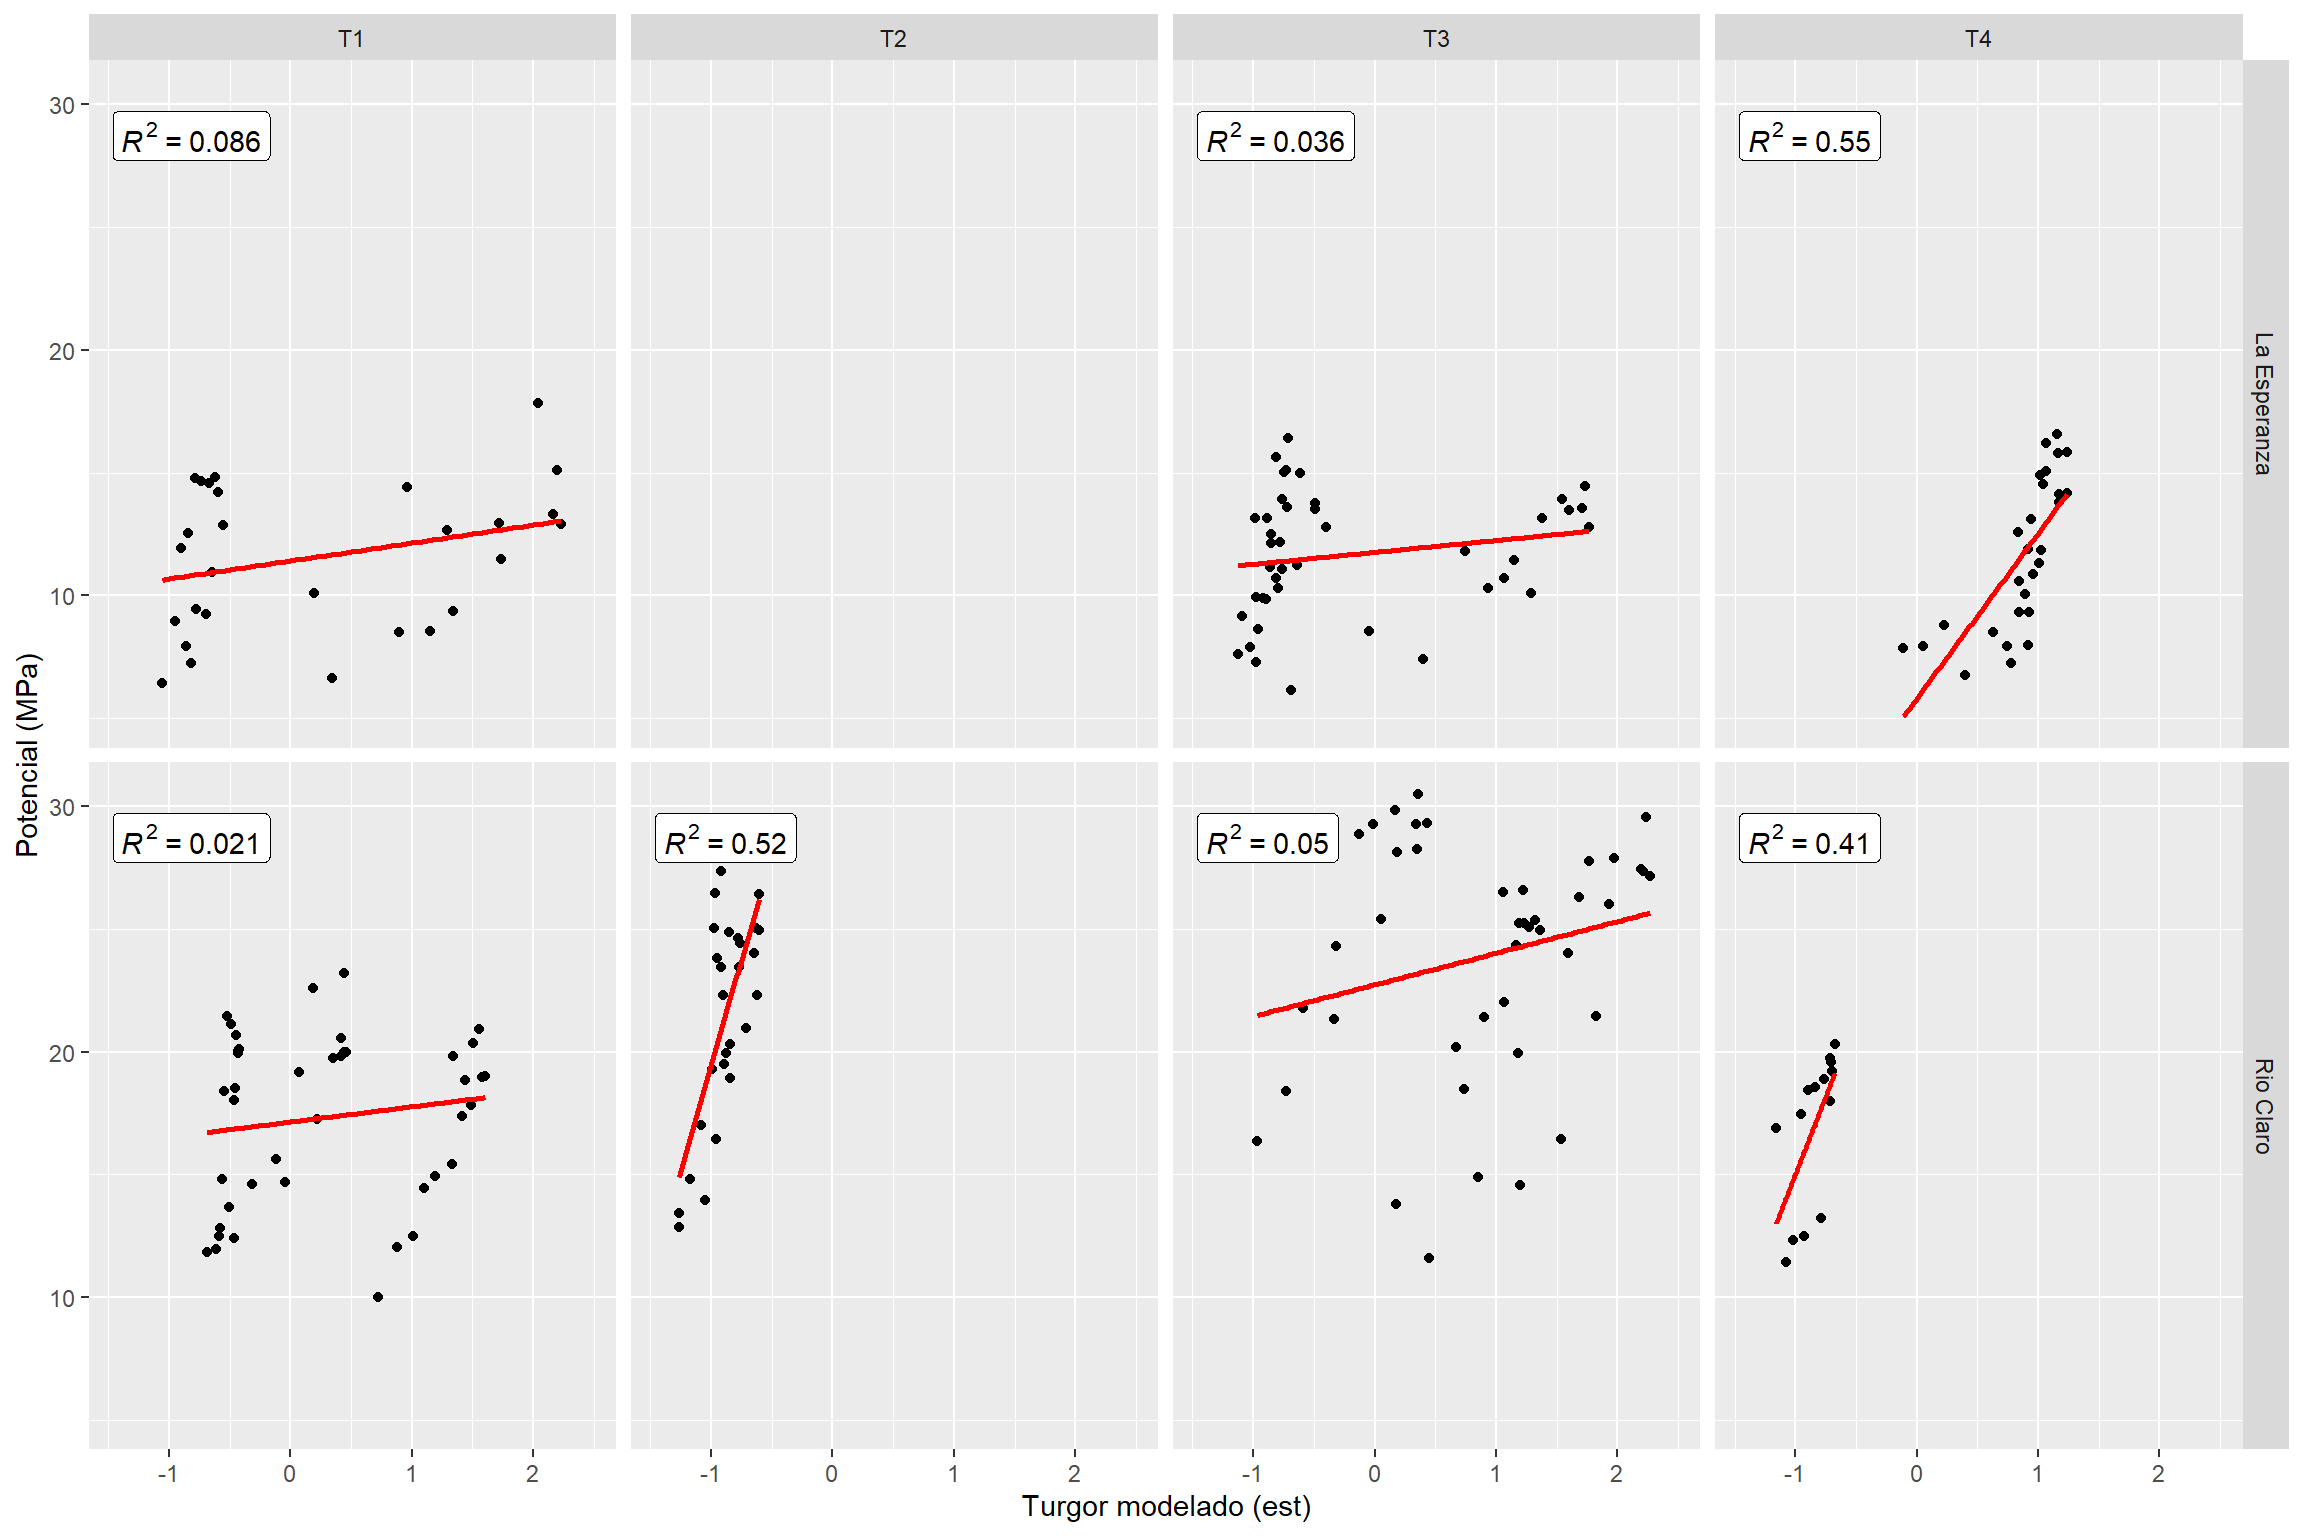 T1 T2 T3 T4
30
R² = 0.086 R² = 0.036 R² = 0.55
20
La Esperanza
10
Potencial (MPa)
30
R² = 0.021 R² = 0.52 R² = 0.05 R² = 0.41
20
Rio Claro
10
-1 0 1 2 -1 0 1 2 -1 0 1 2 -1 0 1 2
Turgor modelado (est)